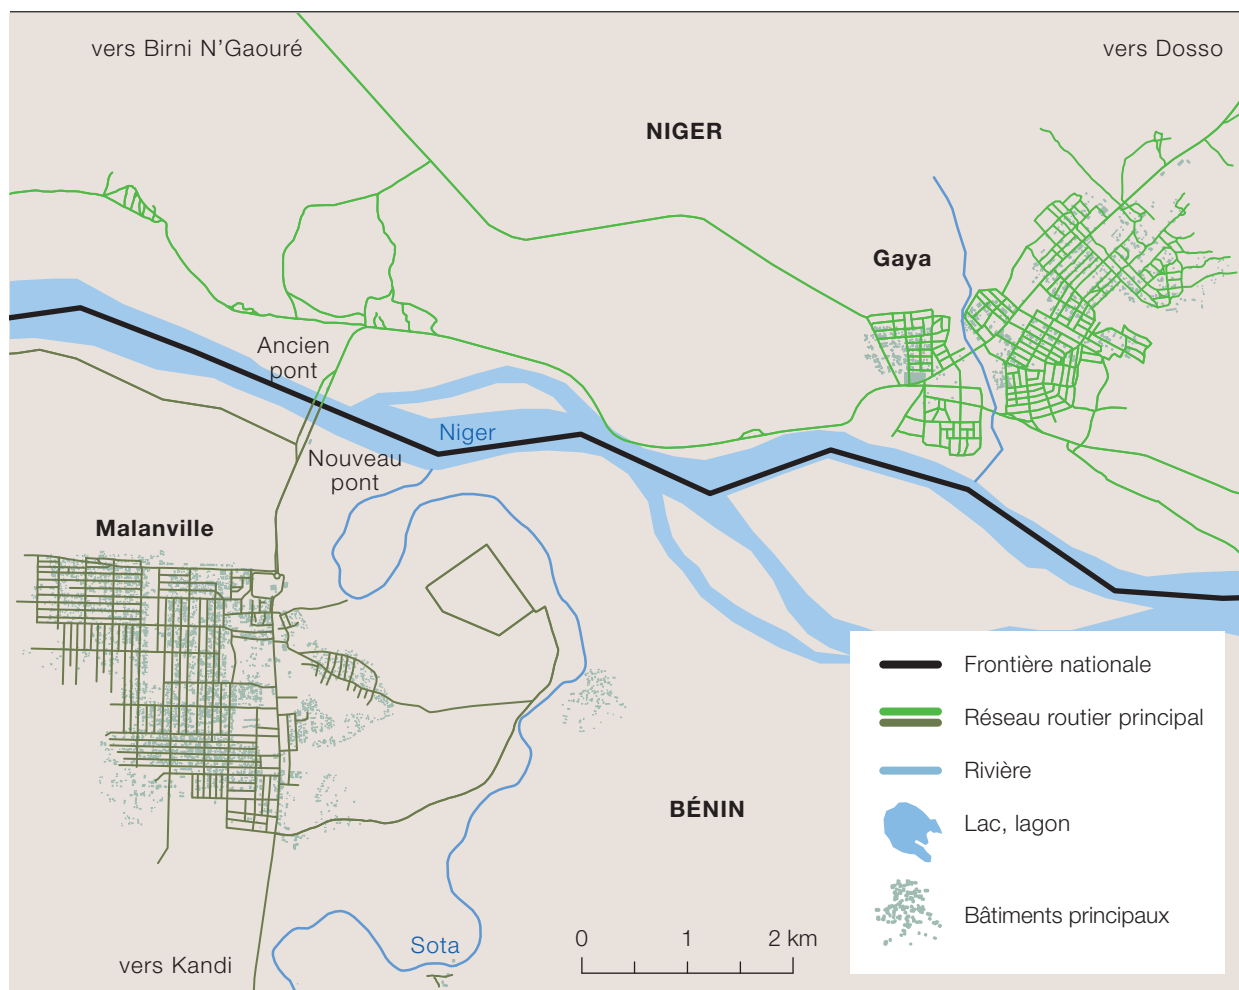 vers Birni N’Gaouré
vers Dosso
NIGER
Gaya
Ancien
pont
Niger
Nouveau
pont
Malanville
BÉNIN
Sota
vers Kandi
0 1 2 km
Frontière nationale
Réseau routier principal
Rivière
Lac, lagon
Bâtiments principaux